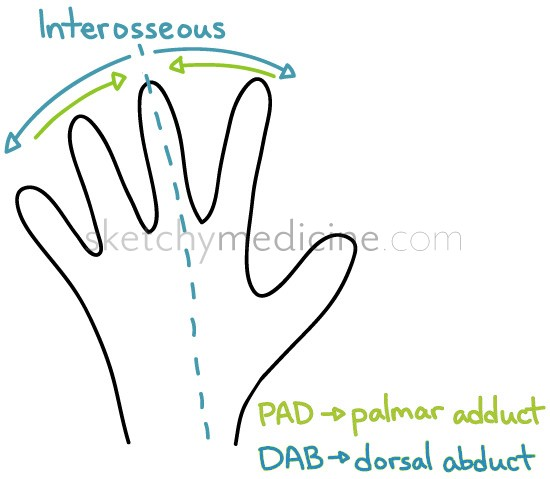 Interosseous
sketchymedicine.com
PAD → palmar adduct
DAB → dorsal abduct